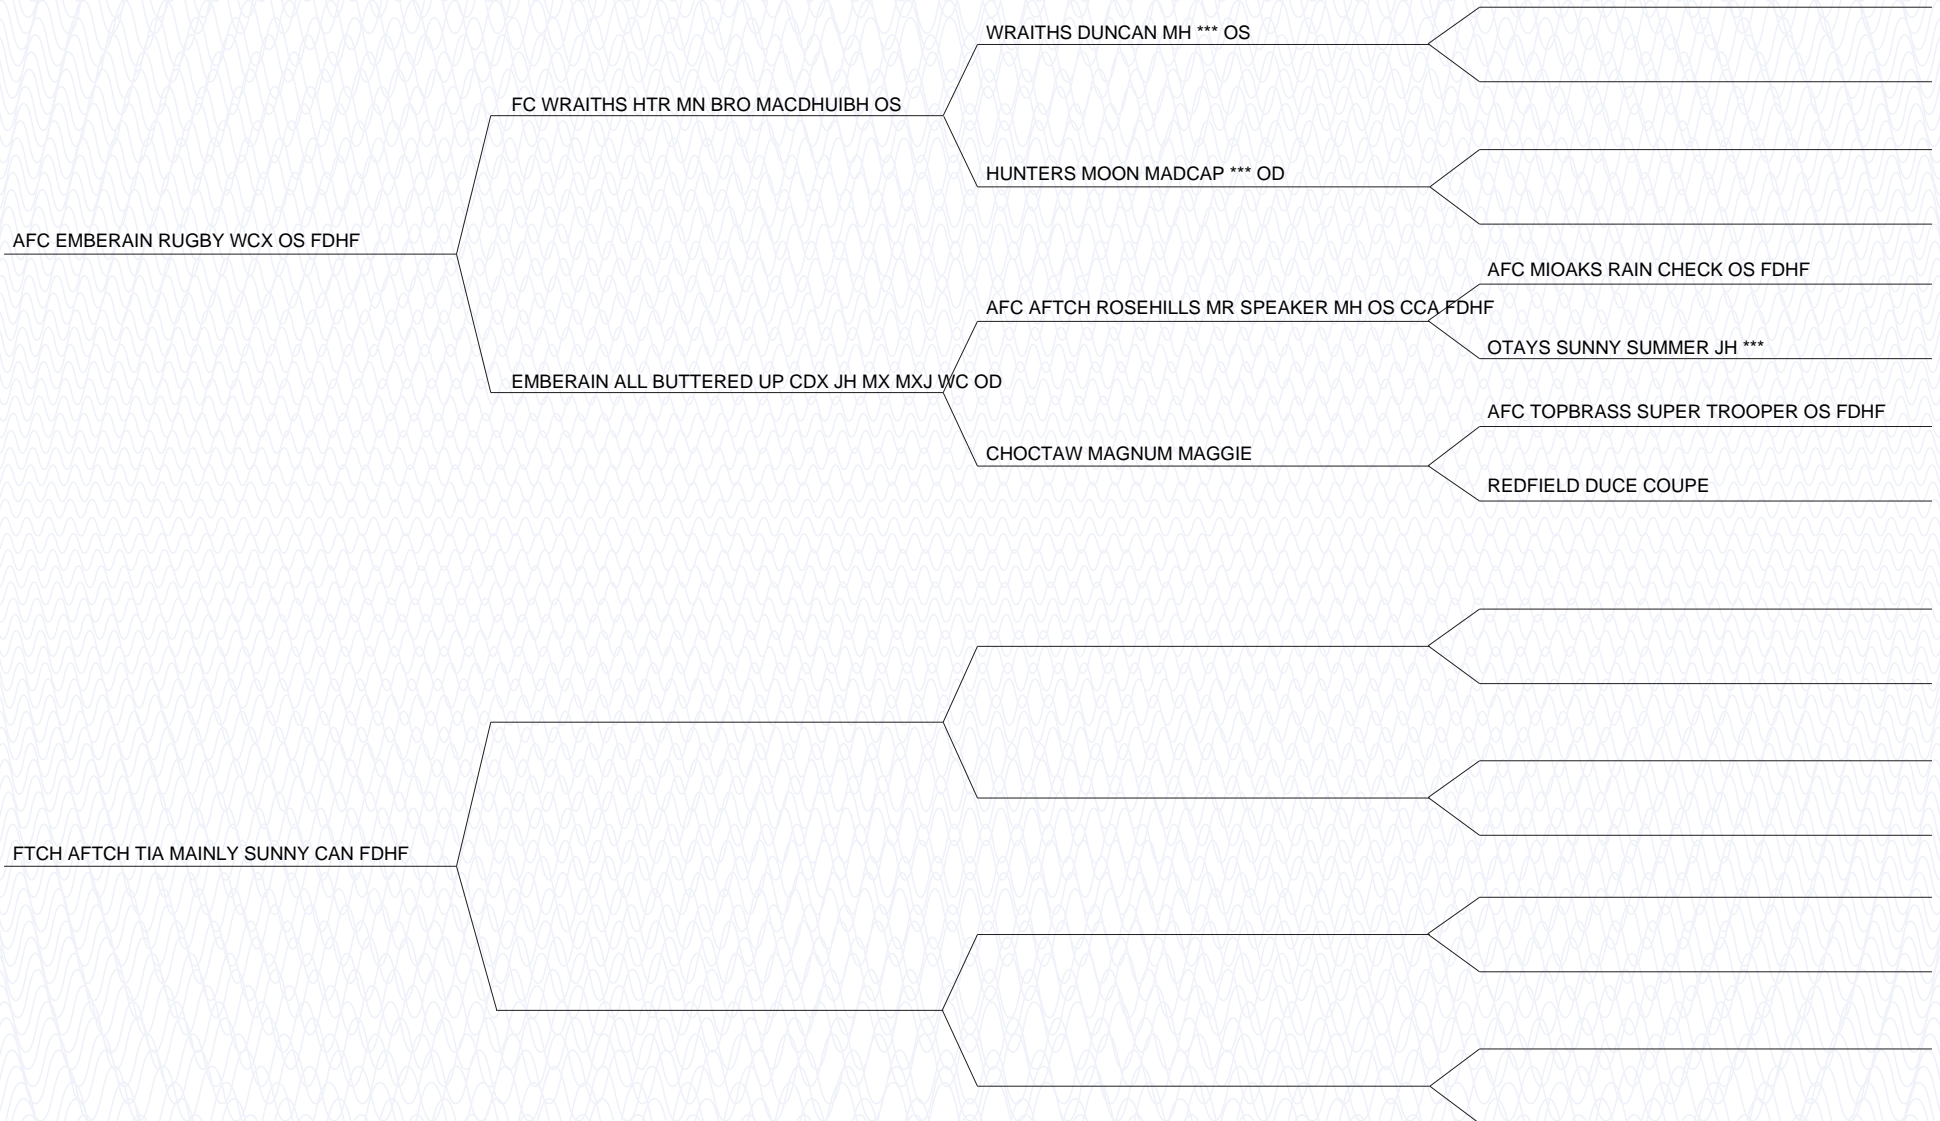 WRAITHS DUNCAN MH *** OS
FC WRAITHS HTR MN BRO MACDHUIBH OS
HUNTERS MOON MADCAP *** OD
AFC EMBERAIN RUGBY WCX OS FDHF
AFC MIOAKS RAIN CHECK OS FDHF
AFC AFTCH ROSEHILLS MR SPEAKER MH OS CCA FDHF
OTAYS SUNNY SUMMER JH ***
EMBERAIN ALL BUTTERED UP CDX JH MX MXJ WC OD
AFC TOPBRASS SUPER TROOPER OS FDHF
CHOCTAW MAGNUM MAGGIE
REDFIELD DUCE COUPE
FTCH AFTCH TIA MAINLY SUNNY CAN FDHF